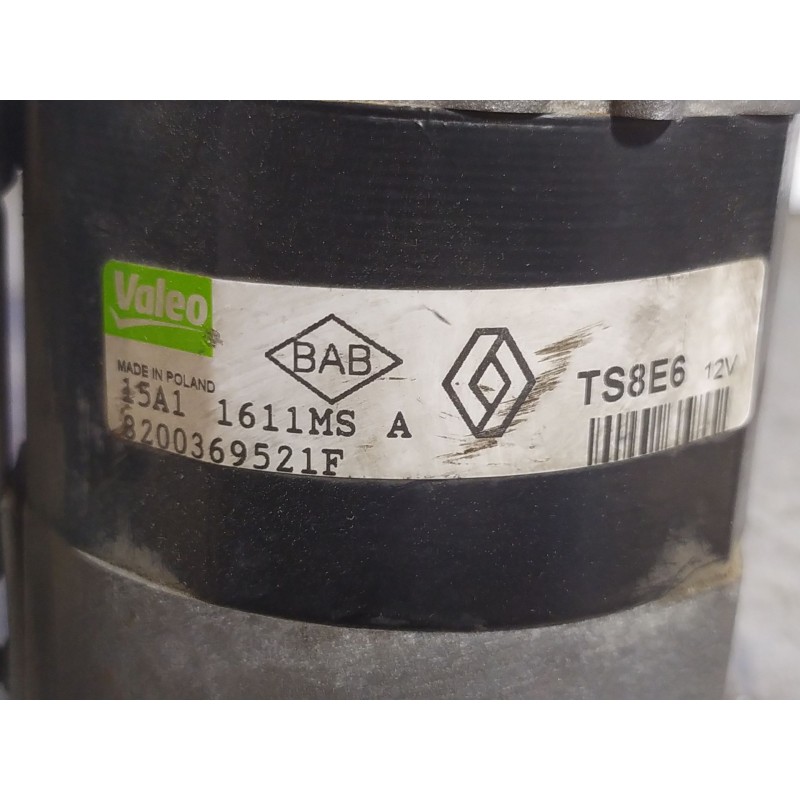 Valeo
MADE IN POLAND
BAB
TS8E6 12V
15A1 1611MS A
8200369521F